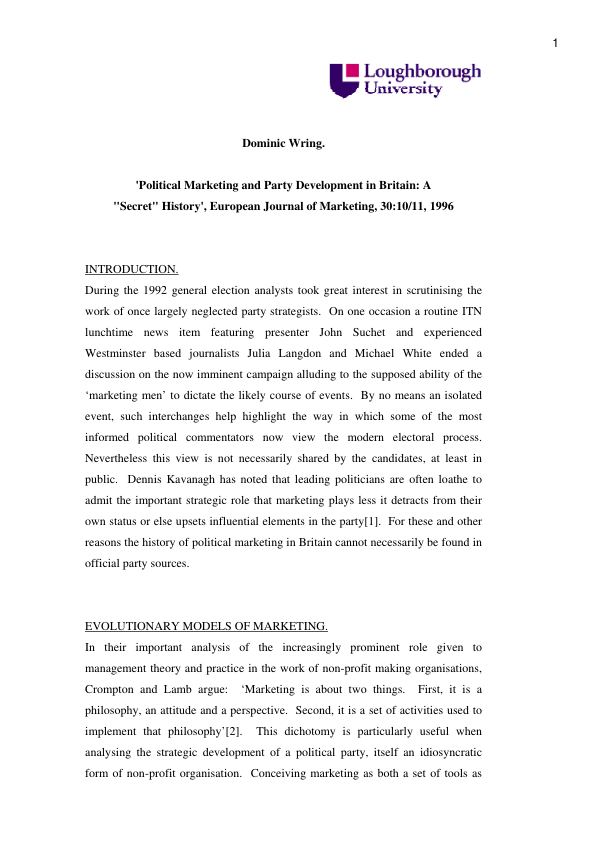 1
Loughborough
University
Dominic Wring.
'Political Marketing and Party Development in Britain: A
"Secret" History', European Journal of Marketing, 30:10/11, 1996
INTRODUCTION.
During the 1992 general election analysts took great interest in scrutinising the
work of once largely neglected party strategists.  On one occasion a routine ITN
lunchtime news item featuring presenter John Suchet and experienced
Westminster based journalists Julia Langdon and Michael White ended a
discussion on the now imminent campaign alluding to the supposed ability of the
‘marketing men’ to dictate the likely course of events.  By no means an isolated
event, such interchanges help highlight the way in which some of the most
informed political commentators now view the modern electoral process.
Nevertheless this view is not necessarily shared by the candidates, at least in
public.  Dennis Kavanagh has noted that leading politicians are often loathe to
admit the important strategic role that marketing plays less it detracts from their
own status or else upsets influential elements in the party[1].  For these and other
reasons the history of political marketing in Britain cannot necessarily be found in
official party sources.
EVOLUTIONARY MODELS OF MARKETING.
In their important analysis of the increasingly prominent role given to
management theory and practice in the work of non-profit making organisations,
Crompton and Lamb argue:  ‘Marketing is about two things.  First, it is a
philosophy, an attitude and a perspective.  Second, it is a set of activities used to
implement that philosophy’[2].  This dichotomy is particularly useful when
analysing the strategic development of a political party, itself an idiosyncratic
form of non-profit organisation.  Conceiving marketing as both a set of tools as